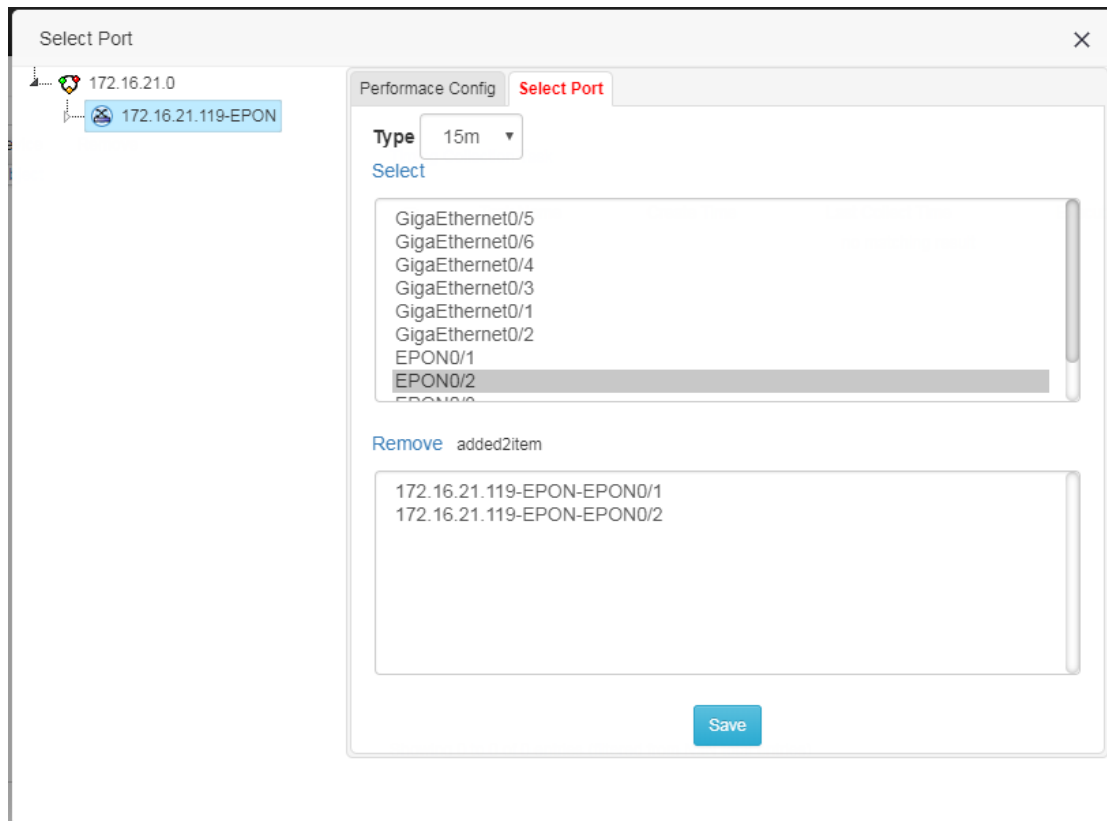 Select Port
172.16.21.0
172.16.21.119-EPON
Performace Config Select Port
Type 15m
Select
GigaEthernet0/5
GigaEthernet0/6
GigaEthernet0/4
GigaEthernet0/3
GigaEthernet0/1
GigaEthernet0/2
EPON0/1
EPON0/2
Remove added2item
172.16.21.119-EPON-EPON0/1
172.16.21.119-EPON-EPON0/2
Save